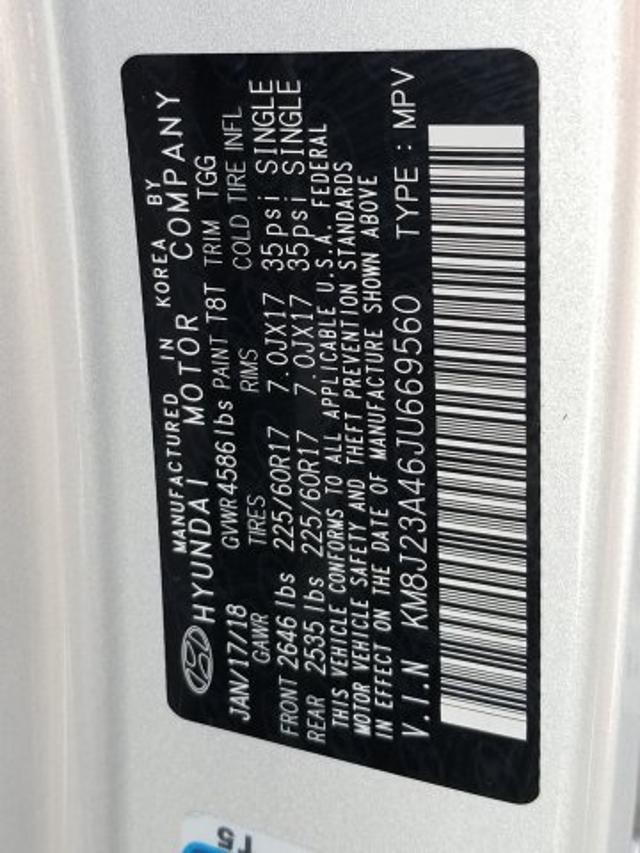 MANUFACTURED IN KOREA BY
HYUNDAI MOTOR COMPANY
JAN/17/18 GVWR 4586 lbs PAINT T8T TRIM TGG
GAWR TIRES RMS COLD TIRE INFL
FRONT 2646 lbs 225/60R17 7.0JX17 35psi SINGLE
REAR 2535 lbs 225/60R17 7.0JX17 35psi SINGLE
THIS VEHICLE CONFORMS TO ALL APPLICABLE U.S.A. FEDERAL
MOTOR VEHICLE SAFETY AND THEFT PREVENTION STANDARDS
IN EFFECT ON THE DATE OF MANUFACTURE SHOWN ABOVE
V.I.N KM8J23A46JU669560 TYPE : MPV